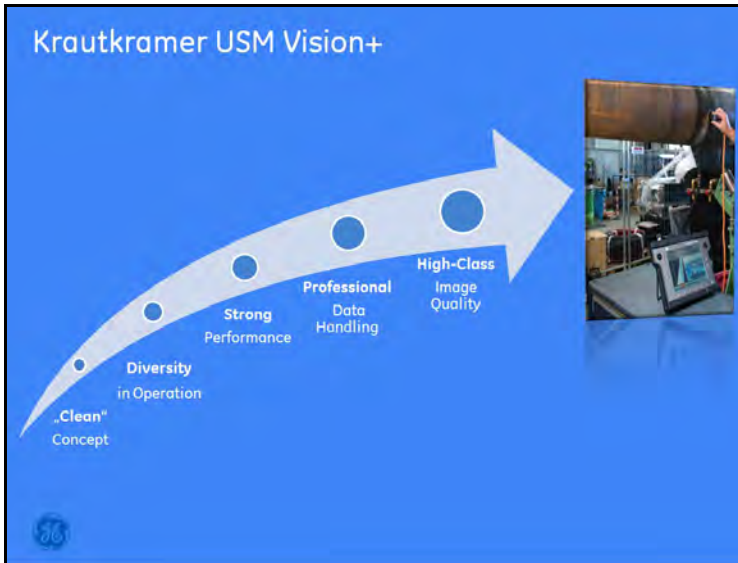 Krautkramer USM Vision+
„Clean“
Concept
Diversity
in Operation
Strong
Performance
Professional
Data
Handling
High-Class
Image
Quality